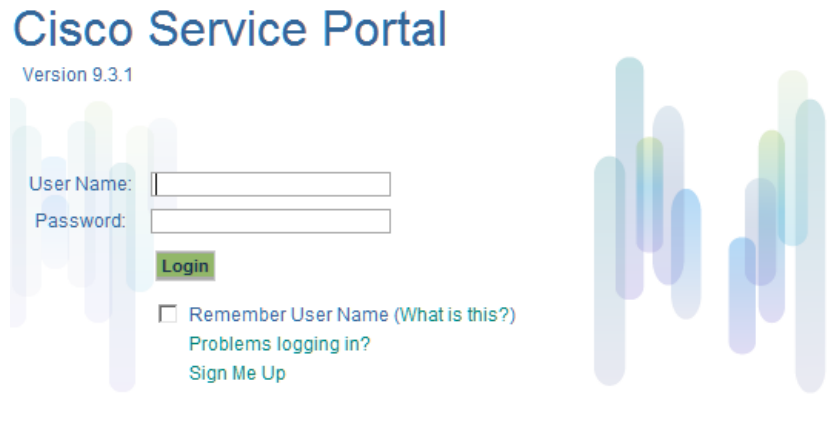 Cisco Service Portal
Version 9.3.1
User Name:
Password:
Login
Remember User Name (What is this?)
Problems logging in?
Sign Me Up